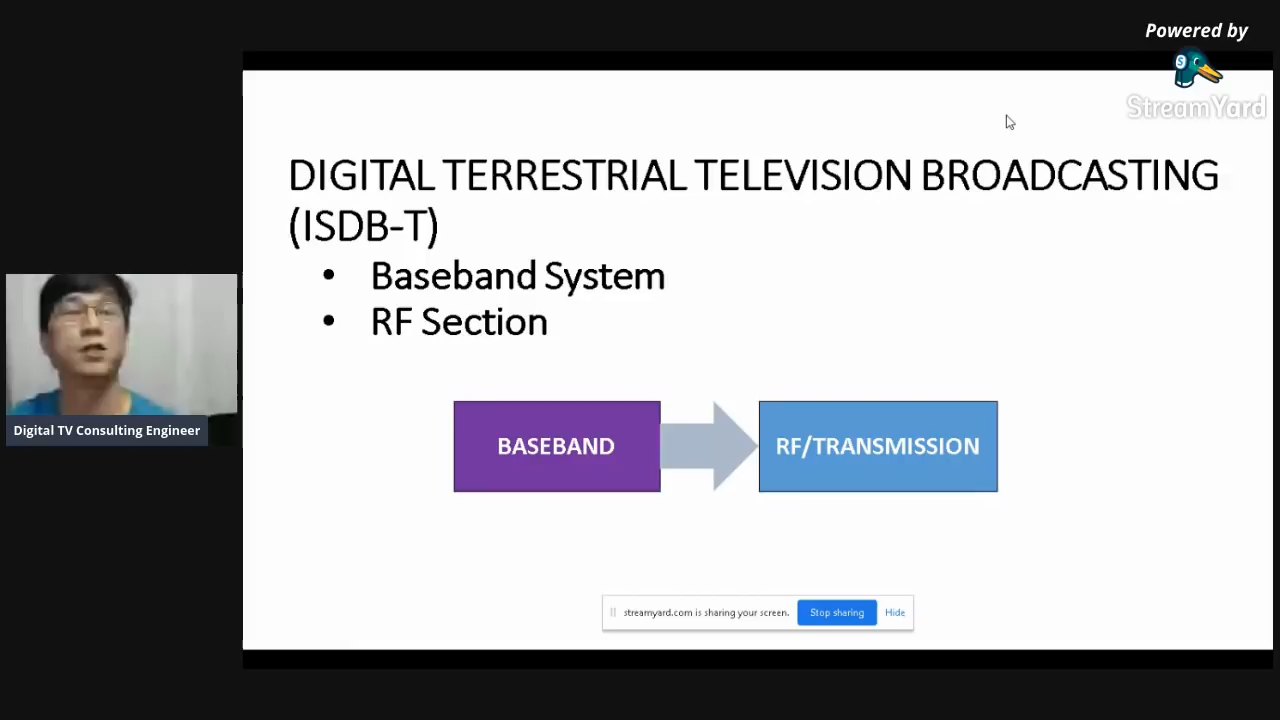 Powered by
StreamYard
DIGITAL TERRESTRIAL TELEVISION BROADCASTING
(ISDB-T)
• Baseband System
• RF Section
BASEBAND
RF/TRANSMISSION
Digital TV Consulting Engineer
streamyard.com is sharing your screen.
Stop sharing
Hide